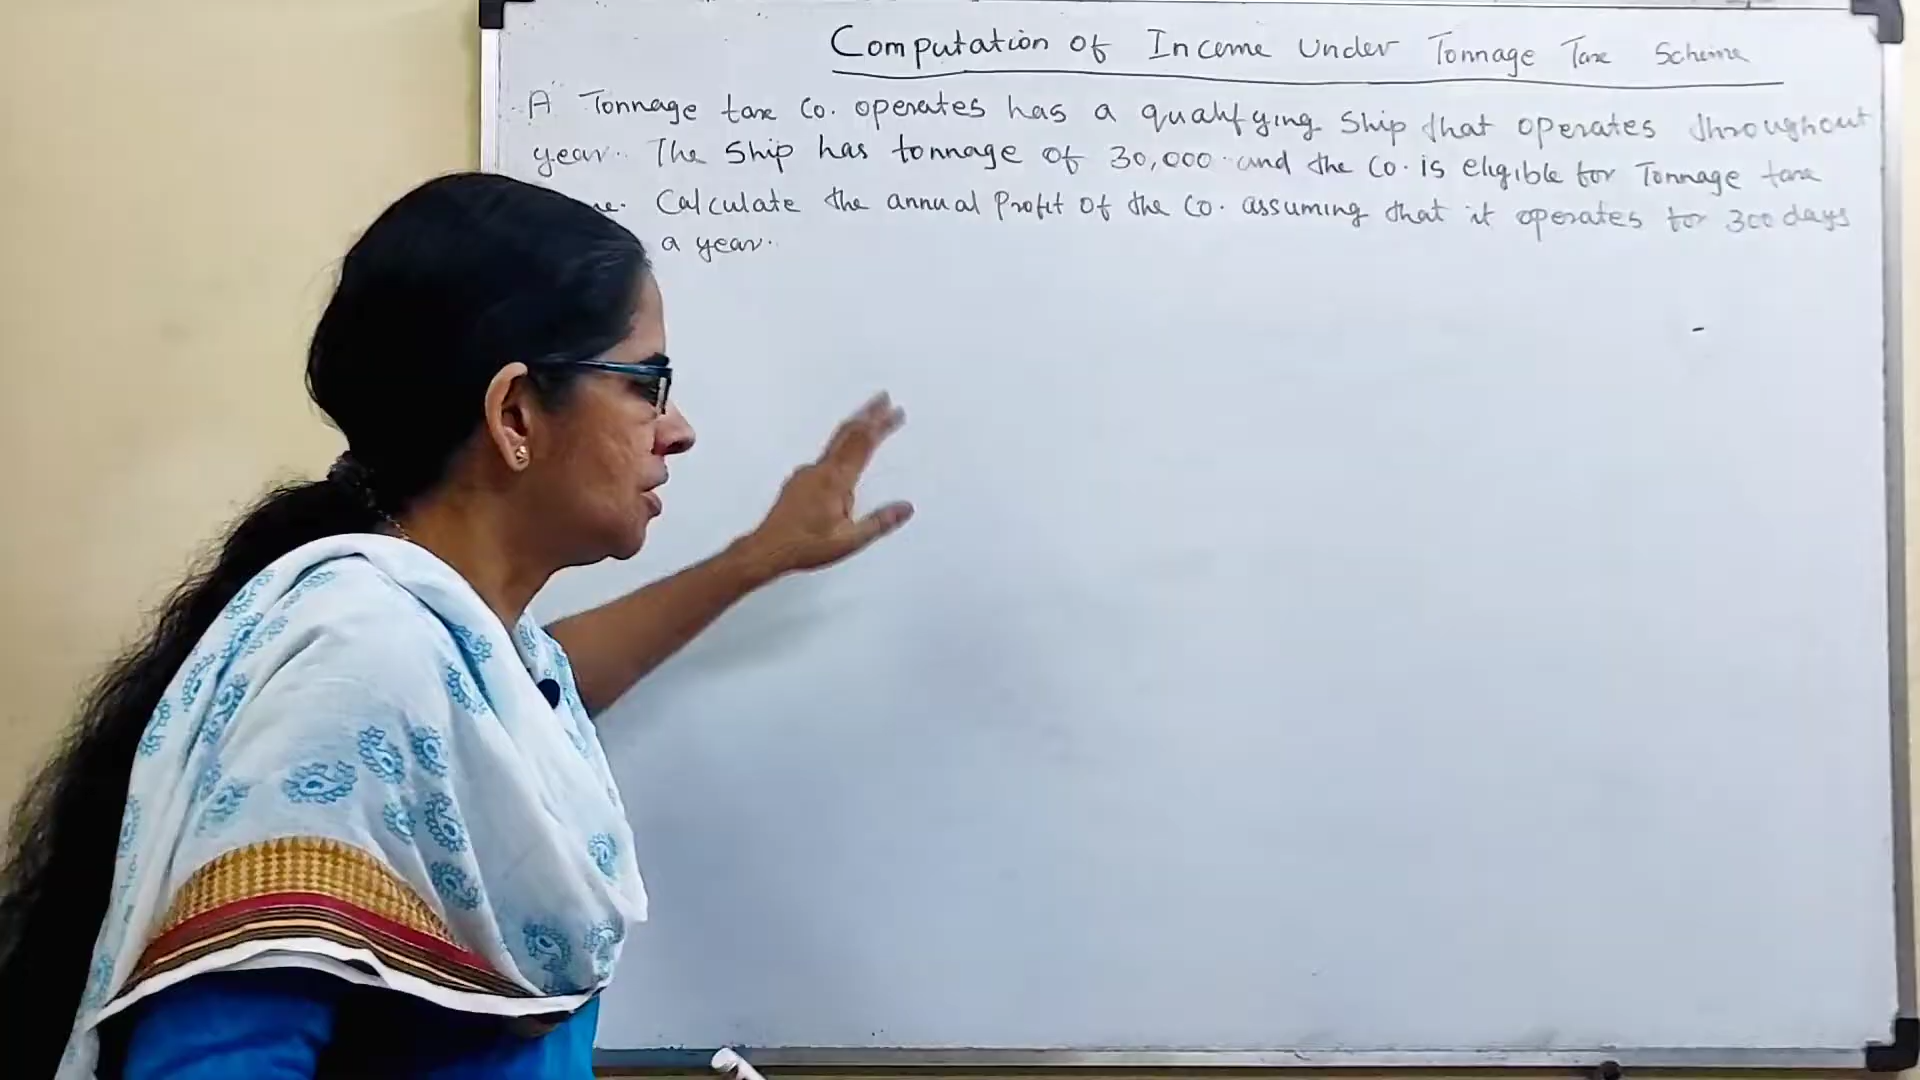 Computation of Income Under Tonnage Tax Scheme
A Tonnage tax Co. operates has a qualifying Ship that operates throughout
year. The Ship has tonnage of 30,000 and the Co. is eligible for Tonnage tax
Calculate the annual Profit of the Co. assuming that it operates for 300 days
a year.